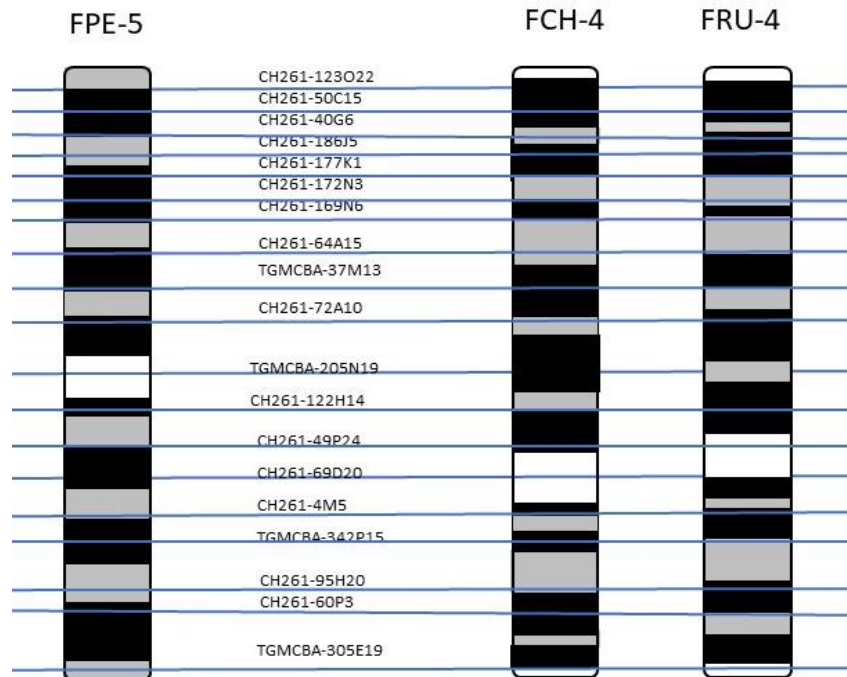 FPE-5 FCH-4 FRU-4
CH261-123O22
CH261-50C15
CH261-40G6
CH261-186J5
CH261-177K1
CH261-172N3
CH261-169N6
CH261-64A15
TGMCBA-37M13
CH261-72A10
TGMCBA-205N19
CH261-122H14
CH261-49P24
CH261-69D20
CH261-4M5
TGMCBA-342P15
CH261-95H20
CH261-60P3
TGMCBA-305E19